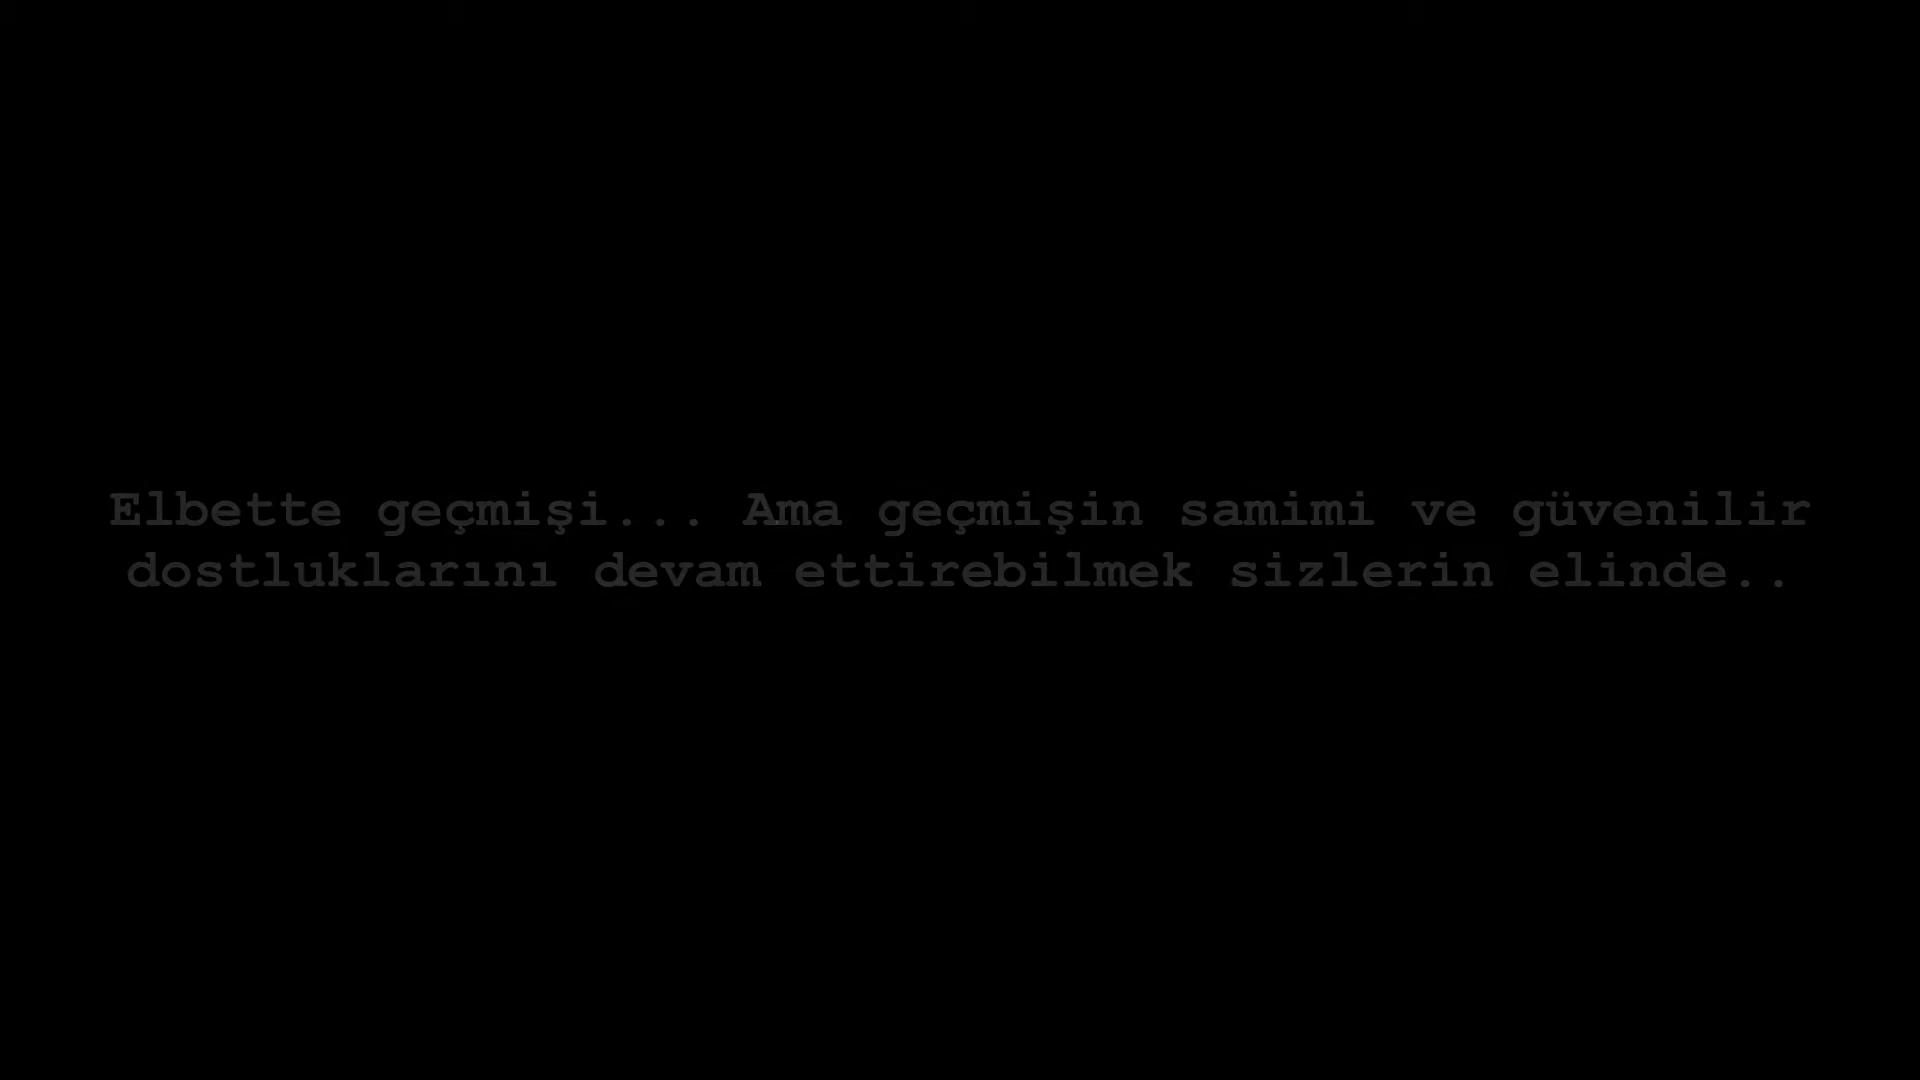 Elbette geçmişi... Ama geçmişin samimi ve güvenilir
dostluklarını devam ettirebilmek sizlerin elinde..